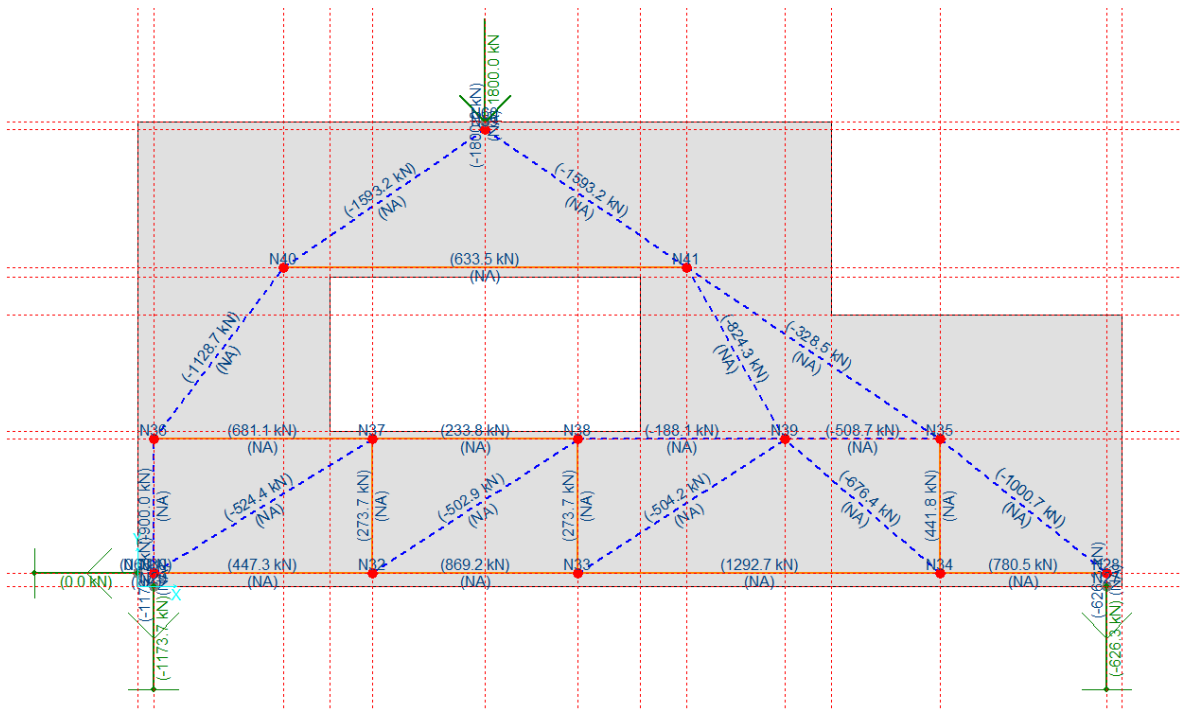 1800.0 kN
(NA)
(-1593.2 kN)
(NA)
(-1593.2 kN)
(NA)
N40
(633.5 kN)
(NA)
N41
(-1128.7 kN)
(NA)
(-824.3 kN)
(NA)
(-328.5 kN)
(NA)
N36
(681.1 kN)
(NA)
N37
(233.8 kN)
(NA)
N38
(-188.1 kN)
(NA)
N39
(-508.7 kN)
(NA)
N35
(NA)
(-524.4 kN)
(NA)
(273.7 kN)
(NA)
(-502.9 kN)
(NA)
(273.7 kN)
(NA)
(-504.2 kN)
(NA)
(-676.4 kN)
(NA)
(441.8 kN)
(NA)
(-1000.7 kN)
(NA)
(0.0 kN)
(447.3 kN)
(NA)
N32
(869.2 kN)
(NA)
N33
(1292.7 kN)
(NA)
N34
(780.5 kN)
(NA)
X
(-1173.7 kN)
(-626.3 kN)